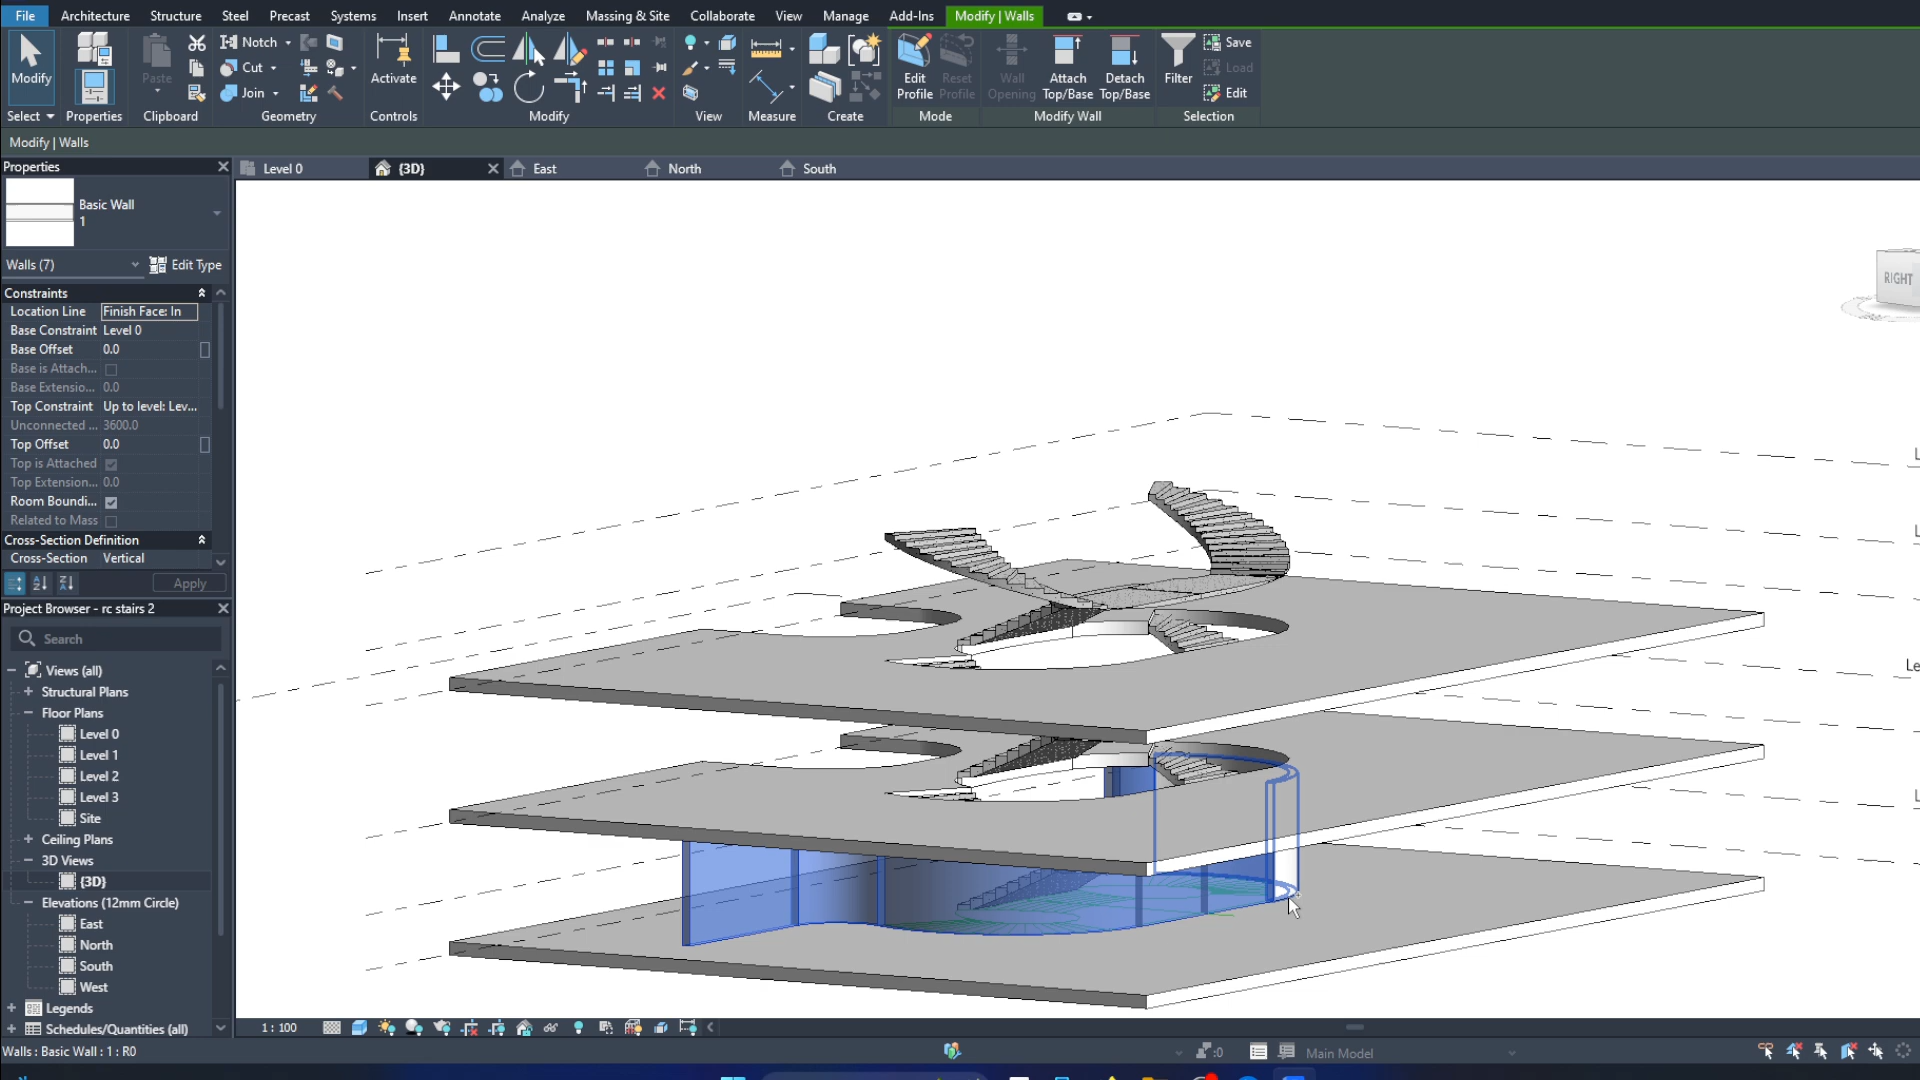 File Architecture Structure Steel Precast Systems Insert Annotate Analyze Massing & Site Collaborate View Manage Add-Ins Modify | Walls
Modify
Select
Properties
Paste
Clipboard
Notch
Cut
Join
Geometry
Activate
Controls
Modify
View
Measure
Create
Edit Profile
Reset Profile
Mode
Wall Opening
Attach Top/Base
Detach Top/Base
Modify Wall
Filter
Save
Load
Edit
Selection
Modify | Walls
Properties
Level 0
{3D}
East
North
South
Basic Wall
1
Walls (7)
Edit Type
Constraints
Location Line Finish Face: In
Base Constraint Level 0
Base Offset 0.0
Base is Attach...
Base Extensio... 0.0
Top Constraint Up to level: Lev...
Unconnected ... 3600.0
Top Offset 0.0
Top is Attached
Top Extension... 0.0
Room Boundi...
Related to Mass
Cross-Section Definition
Cross-Section Vertical
Apply
Project Browser - rc stairs 2
Search
Views (all)
Structural Plans
Floor Plans
Level 0
Level 1
Level 2
Level 3
Site
Ceiling Plans
3D Views
{3D}
Elevations (12mm Circle)
East
North
South
West
Legends
Schedules/Quantities (all)
RIGHT
L
L
Le
L
1 : 100
Walls : Basic Wall : 1 : R0
:0
Main Model